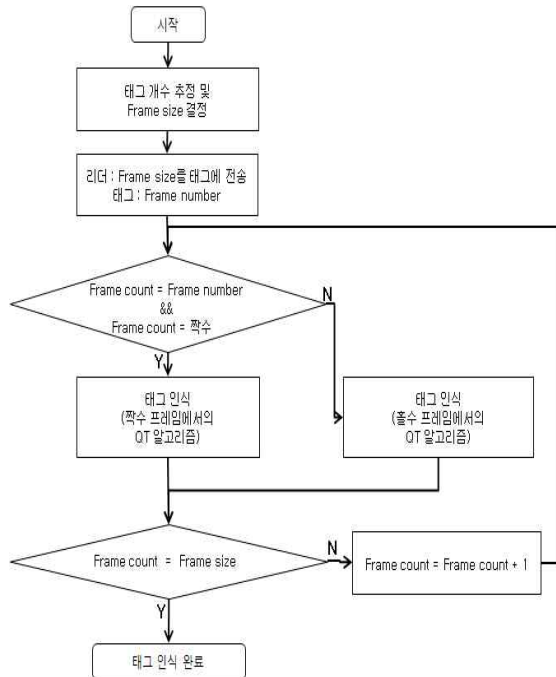 시작
태그 개수 추정 및
Frame size 결정
리더 : Frame size를 태그에 전송
태그 : Frame number
Frame count = Frame number
&&
Frame count = 짝수
N
Y
태그 인식
(짝수 프레임에서의
QT 알고리즘)
태그 인식
(홀수 프레임에서의
QT 알고리즘)
Frame count = Frame size
N
Frame count = Frame count + 1
Y
태그 인식 완료